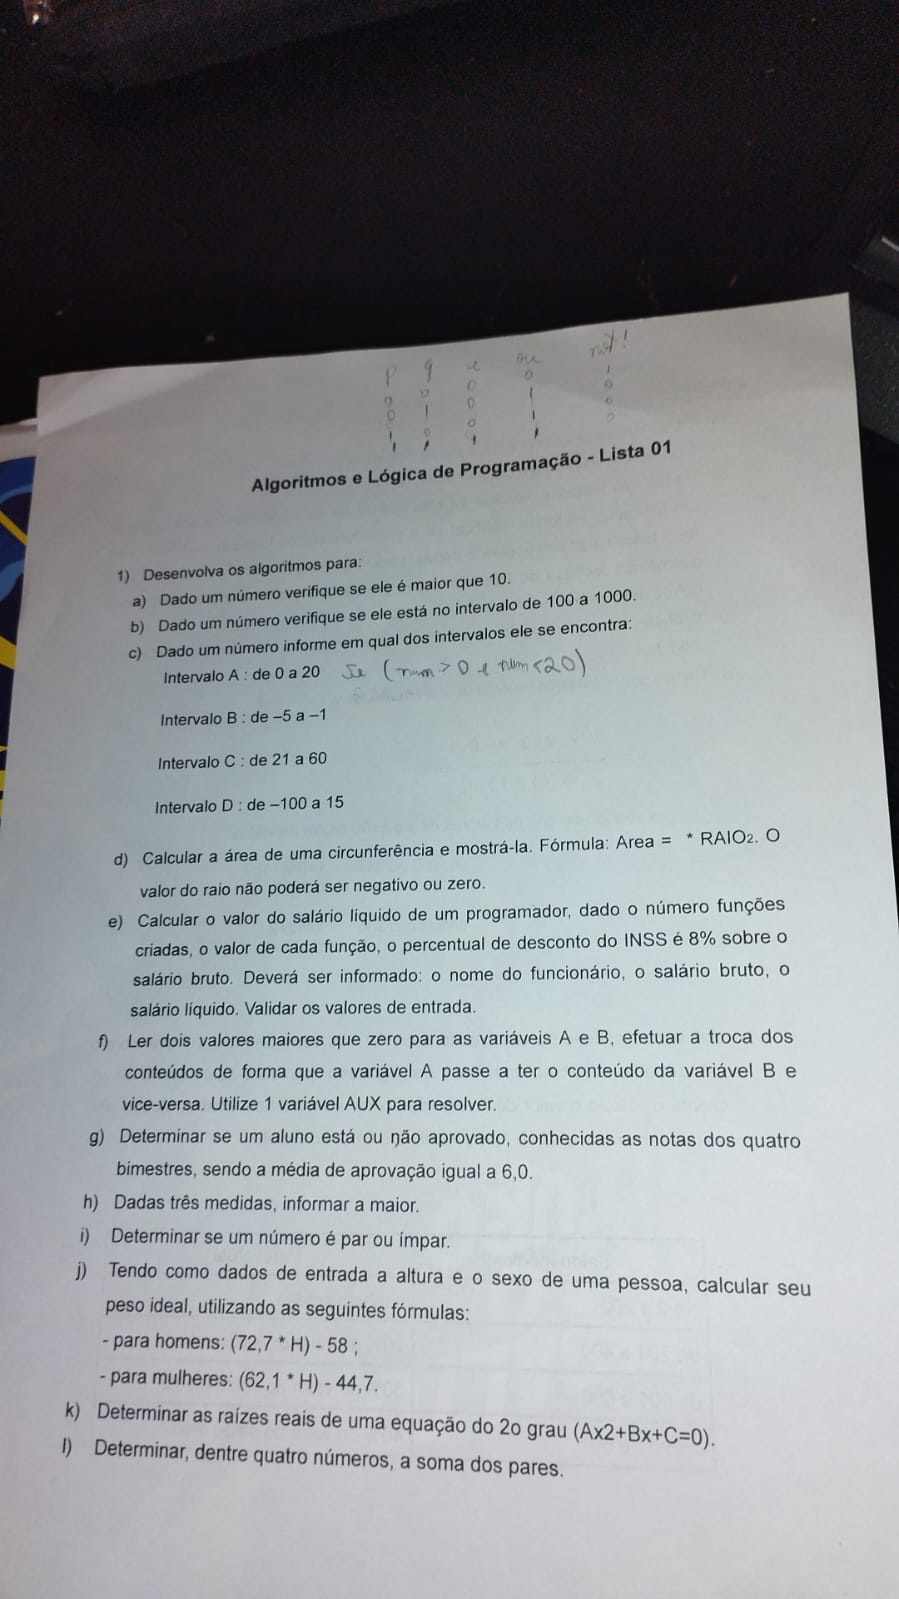 p q e ou not!
0 0 0 0 1
0 1 0 1 0
1 0 0 1 0
1 1 1 1 0
Algoritmos e Lógica de Programação - Lista 01
1) Desenvolva os algoritmos para:
a) Dado um número verifique se ele é maior que 10.
b) Dado um número verifique se ele está no intervalo de 100 a 1000.
c) Dado um número informe em qual dos intervalos ele se encontra:
Intervalo A : de 0 a 20 Se (num > 0 e num < 20)
Intervalo B : de –5 a –1
Intervalo C : de 21 a 60
Intervalo D : de –100 a 15
d) Calcular a área de uma circunferência e mostrá-la. Fórmula: Area = * RAIO2. O
valor do raio não poderá ser negativo ou zero.
e) Calcular o valor do salário líquido de um programador, dado o número funções
criadas, o valor de cada função, o percentual de desconto do INSS é 8% sobre o
salário bruto. Deverá ser informado: o nome do funcionário, o salário bruto, o
salário líquido. Validar os valores de entrada.
f) Ler dois valores maiores que zero para as variáveis A e B, efetuar a troca dos
conteúdos de forma que a variável A passe a ter o conteúdo da variável B e
vice-versa. Utilize 1 variável AUX para resolver.
g) Determinar se um aluno está ou não aprovado, conhecidas as notas dos quatro
bimestres, sendo a média de aprovação igual a 6,0.
h) Dadas três medidas, informar a maior.
i) Determinar se um número é par ou ímpar.
j) Tendo como dados de entrada a altura e o sexo de uma pessoa, calcular seu
peso ideal, utilizando as seguintes fórmulas:
- para homens: (72,7 * H) - 58 ;
- para mulheres: (62,1 * H) - 44,7.
k) Determinar as raízes reais de uma equação do 2o grau (Ax2+Bx+C=0).
l) Determinar, dentre quatro números, a soma dos pares.